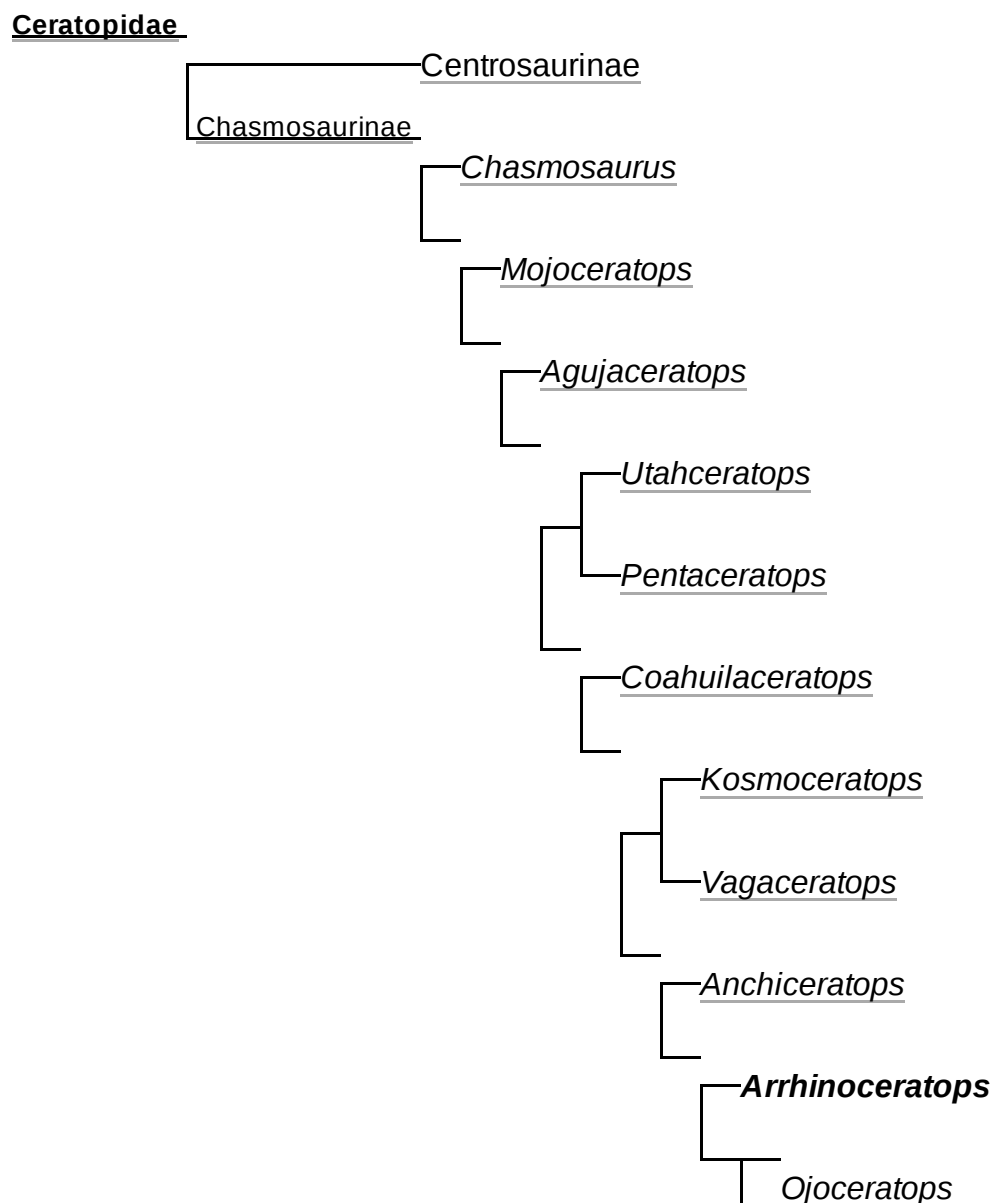 Ceratopidae
Centrosaurinae
Chasmosaurinae
Chasmosaurus
Mojoceratops
Agujaceratops
Utahceratops
Pentaceratops
Coahuilaceratops
Kosmoceratops
Vagaceratops
Anchiceratops
Arrhinoceratops
Ojoceratops